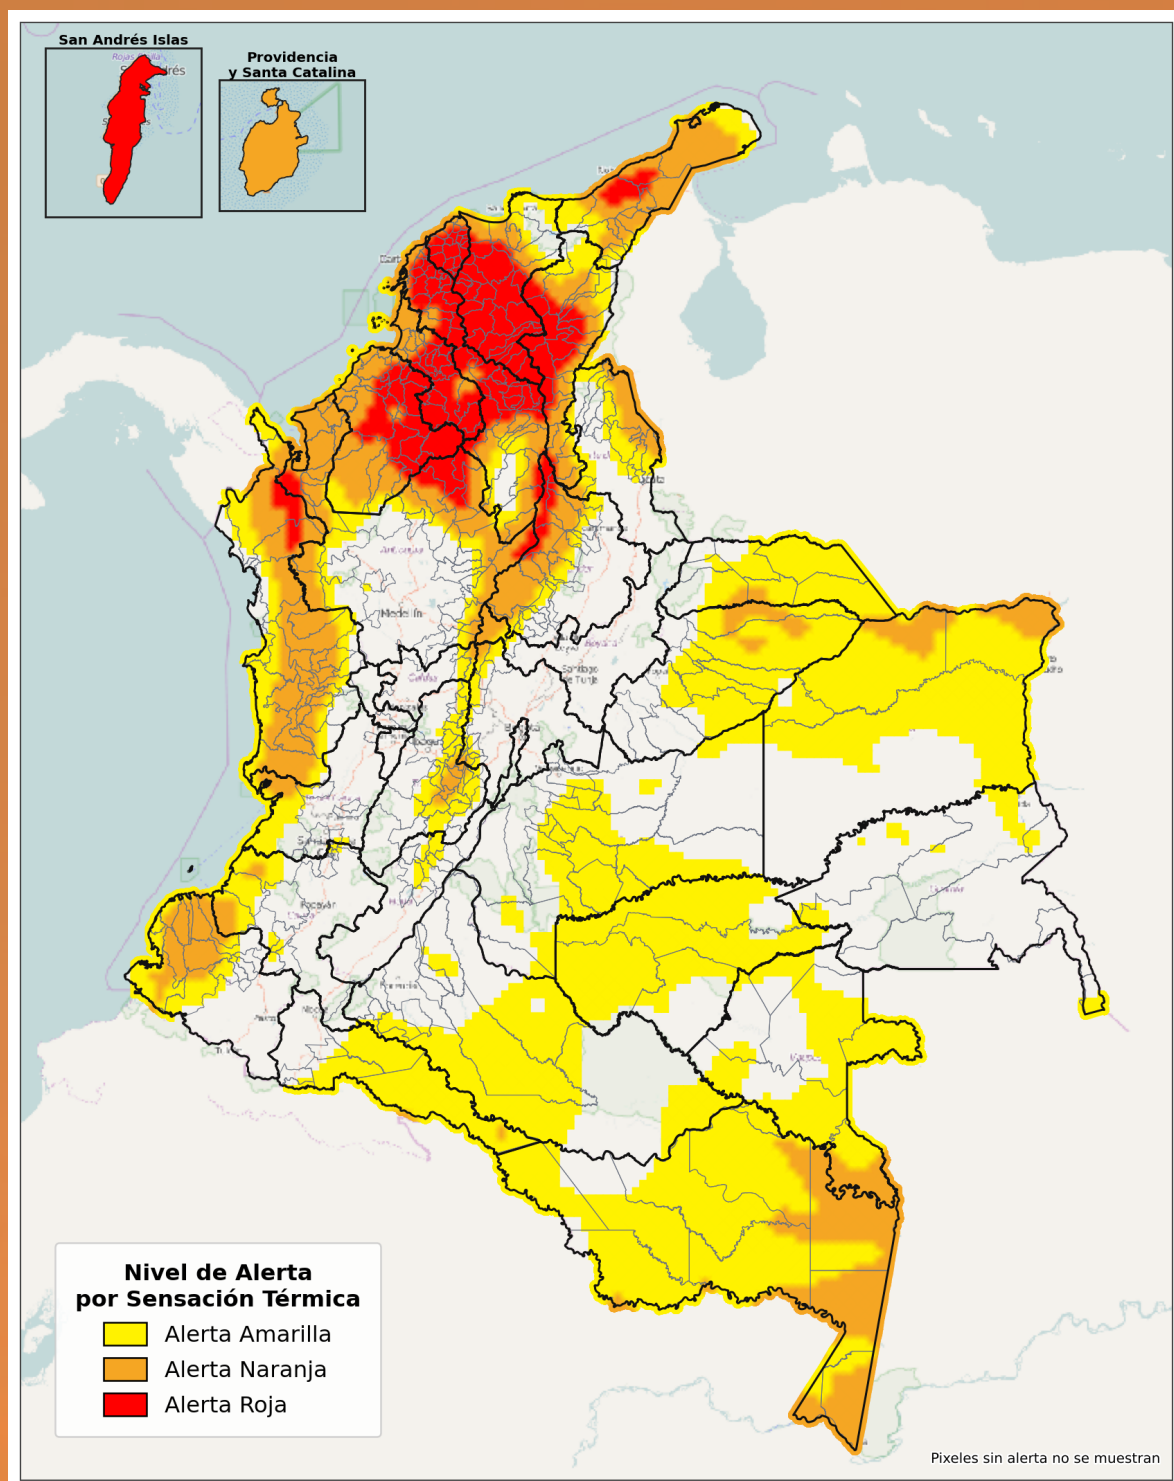 San Andrés Islas
Providencia
y Santa Catalina
Medellín
Nivel de Alerta
por Sensación Térmica
Alerta Amarilla
Alerta Naranja
Alerta Roja
Pixeles sin alerta no se muestran